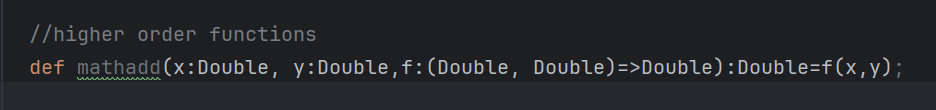 //higher order functions
def mathadd(x:Double, y:Double,f:(Double, Double)=>Double):Double=f(x,y);